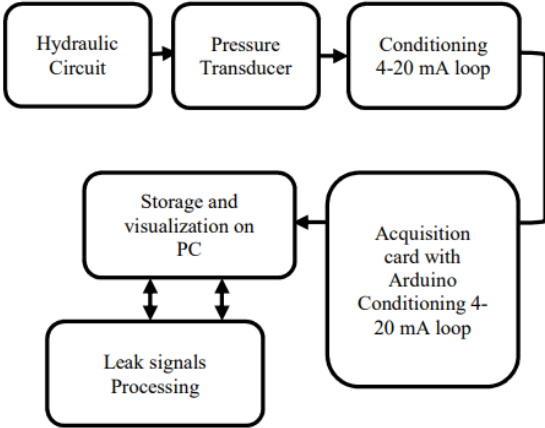 Hydraulic
Circuit
Pressure
Transducer
Conditioning
4-20 mA loop
Storage and
visualization on
PC
Acquisition
card with
Arduino
Conditioning 4-
20 mA loop
Leak signals
Processing